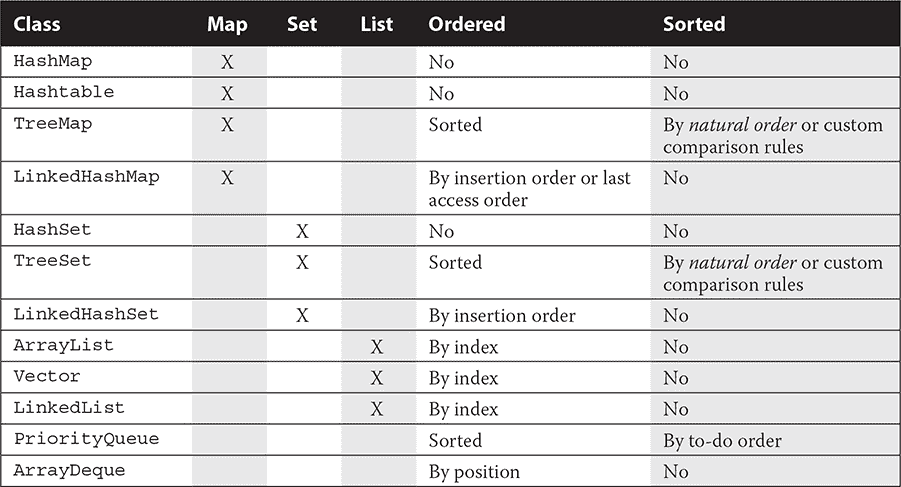 Class Map Set List Ordered Sorted
HashMap X No No
Hashtable X No No
TreeMap X Sorted By natural order or custom
comparison rules
LinkedHashMap X By insertion order or last No
access order
HashSet X No No
TreeSet X Sorted By natural order or custom
comparison rules
LinkedHashSet X By insertion order No
ArrayList X By index No
Vector X By index No
LinkedList X By index No
PriorityQueue Sorted By to-do order
ArrayDeque By position No